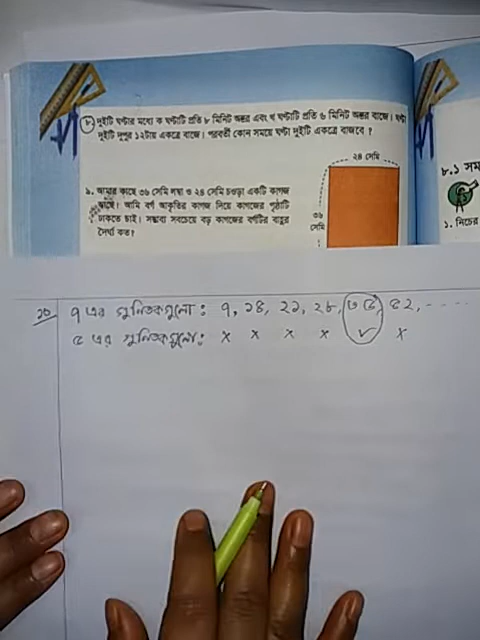 ৮. দুইটি ঘণ্টার মধ্যে ক ঘণ্টাটি প্রতি ৮ মিনিট অন্তর এবং খ ঘণ্টাটি প্রতি ৬ মিনিট অন্তর বাজে। ঘণ্টা
দুইটি দুপুর ১২টায় একত্রে বাজে। পরবর্তী কোন সময়ে ঘণ্টা দুইটি একত্রে বাজবে ?
২৪ সেমি
৮.১ সম
৯. আমার কাছে ৩৬ সেমি লম্বা ও ২৪ সেমি চওড়া একটি কাগজ
আছে। আমি বর্গ আকৃতির কাগজ দিয়ে কাগজের পৃষ্ঠাটি
ঢাকতে চাই। সম্ভাব্য সবচেয়ে বড় কাগজের বর্গটির বাহুর
দৈর্ঘ্য কত?
৩৬
সেমি
১. নিচের
১০ ৭ এর গুণিতকগুলো: ৭, ১৪, ২১, ২৮, ৩৫, ৪২, - - - -
৫ এর গুণিতকগুলো: × × × × ✓ ×